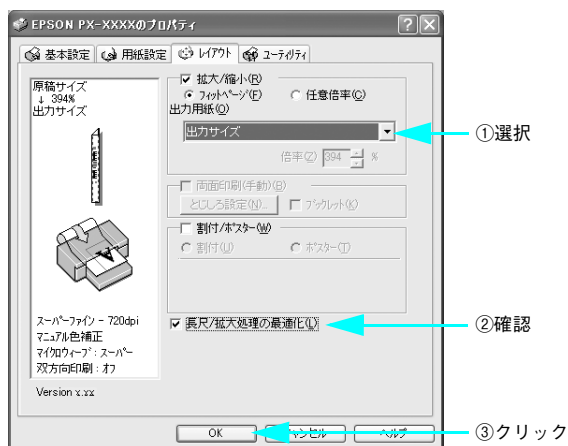 EPSON PX-XXXXのプロパティ
基本設定
用紙設定
レイアウト
ユーティリティ
原稿サイズ
↓ 394%
出力サイズ
スーパーファイン - 720dpi
マニュアル色補正
マイクロウィーブ：スーパー
双方向印刷：オフ
Version x.xx
拡大/縮小(R)
フィットページ(F)
任意倍率(C)
出力用紙(O)
出力サイズ
倍率(Z) 394 %
両面印刷(手動)(B)
とじしろ設定(N)...
ブックレット(K)
割付/ポスター(W)
割付(U)
ポスター(T)
長尺/拡大処理の最適化(L)
OK
キャンセル
ヘルプ
①選択
②確認
③クリック